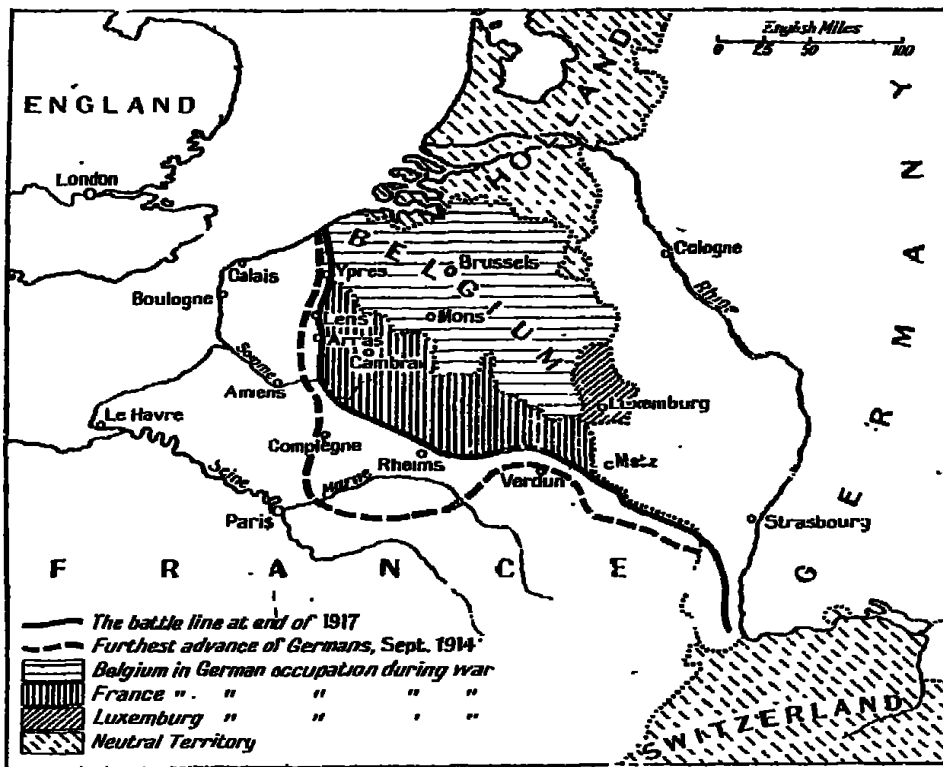 English Miles
0 25 50 100
ENGLAND
HOLLAND
GERMANY
London
BELGIUM
Cologne
Calais
Ypres
Brussels
Boulogne
Rhine
Lens
Mons
Arras
Somme
Cambrai
Amens
Luxemburg
Le Havre
Compiegne
Rheims
Metz
Seine
Marne
Verdun
Paris
Strasbourg
FRANCE
The battle line at end of 1917
Furthest advance of Germans, Sept. 1914
Belgium in German occupation during war
France " " " " "
Luxemburg " " " "
Neutral Territory
SWITZERLAND